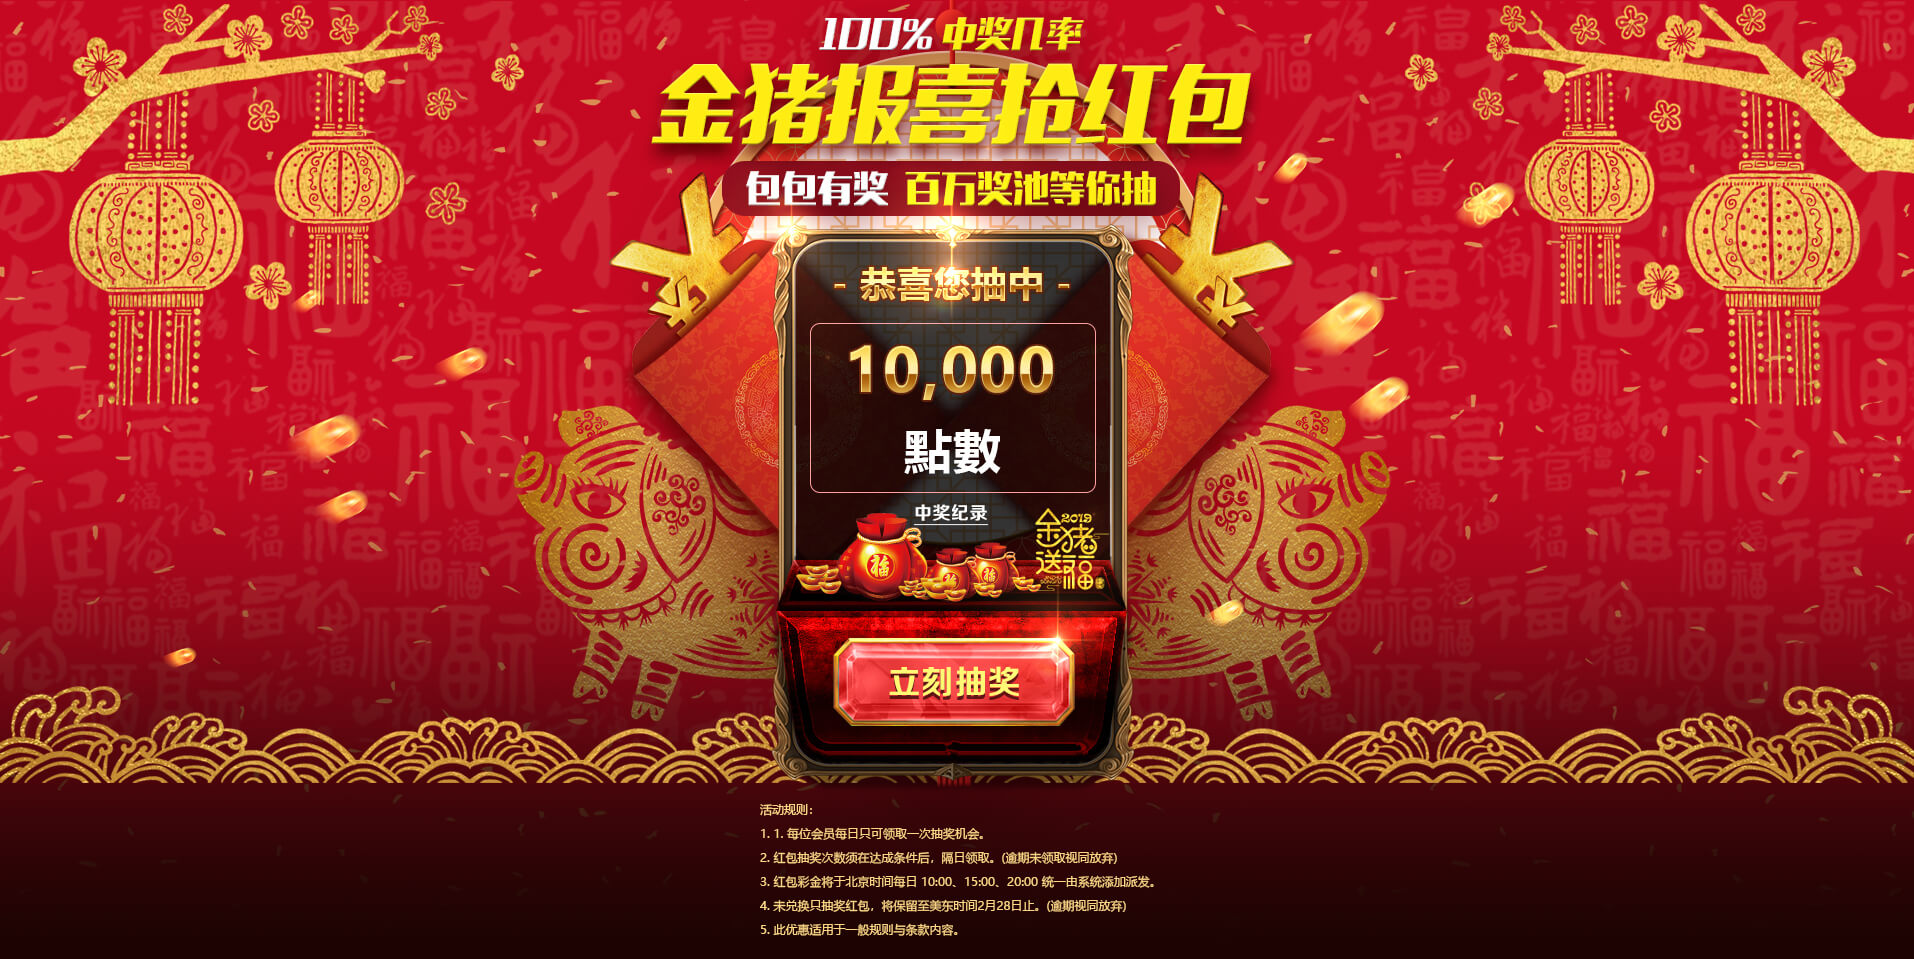 100% 中奖几率
金猪报喜抢红包
包包有奖 百万奖池等你抽
- 恭喜您抽中 -
10,000
點數
中奖纪录
2019
金猪
送福
福 福 福
立刻抽奖
活动规则：
1. 1. 每位会员每日只可领取一次抽奖机会。
2. 红包抽奖次数须在达成条件后，隔日领取。(逾期未领取视同放弃)
3. 红包彩金将于北京时间每日 10:00、15:00、20:00 统一由系统添加派发。
4. 未兑换只抽奖红包，将保留至美东时间2月28日止。(逾期视同放弃)
5. 此优惠适用于一般规则与条款内容。